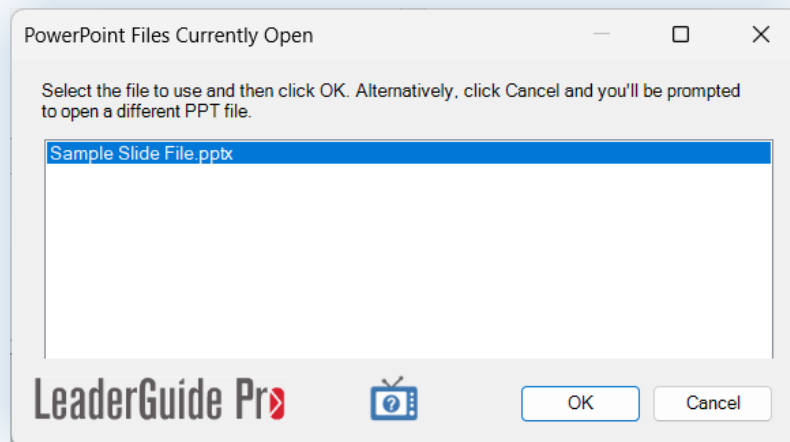 PowerPoint Files Currently Open
Select the file to use and then click OK. Alternatively, click Cancel and you'll be prompted
to open a different PPT file.
Sample Slide File.pptx
LeaderGuide Pro
?
OK
Cancel